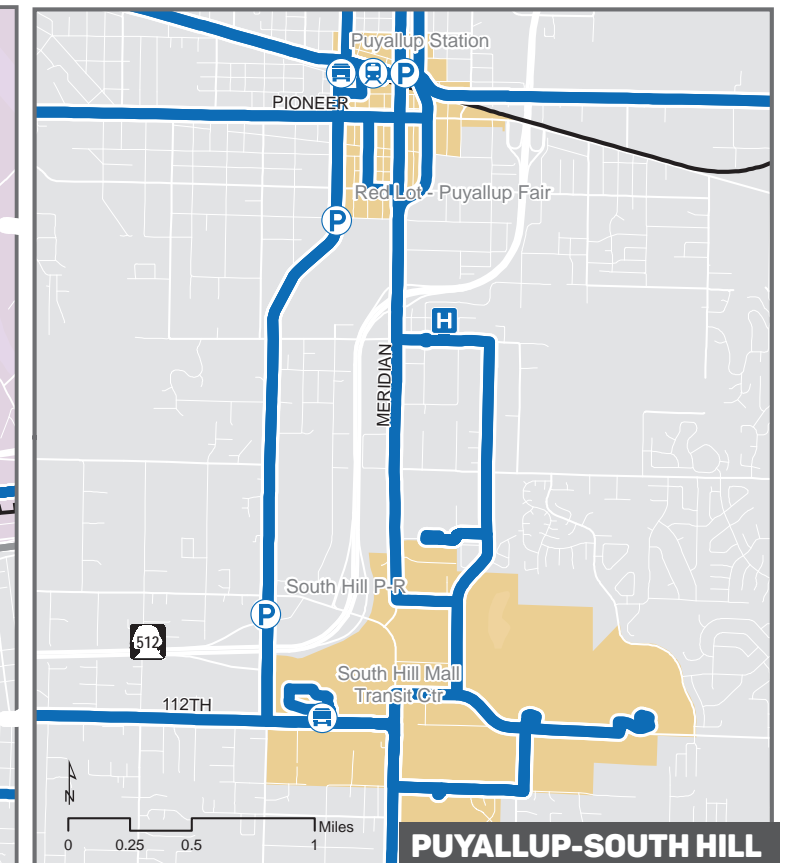 Puyallup Station
P
PIONEER
Red Lot - Puyallup Fair
P
H
MERIDIAN
South Hill P-R
P
512
South Hill Mall
Transit Ctr
112TH
N
Miles
0 0.25 0.5 1
PUYALLUP-SOUTH HILL